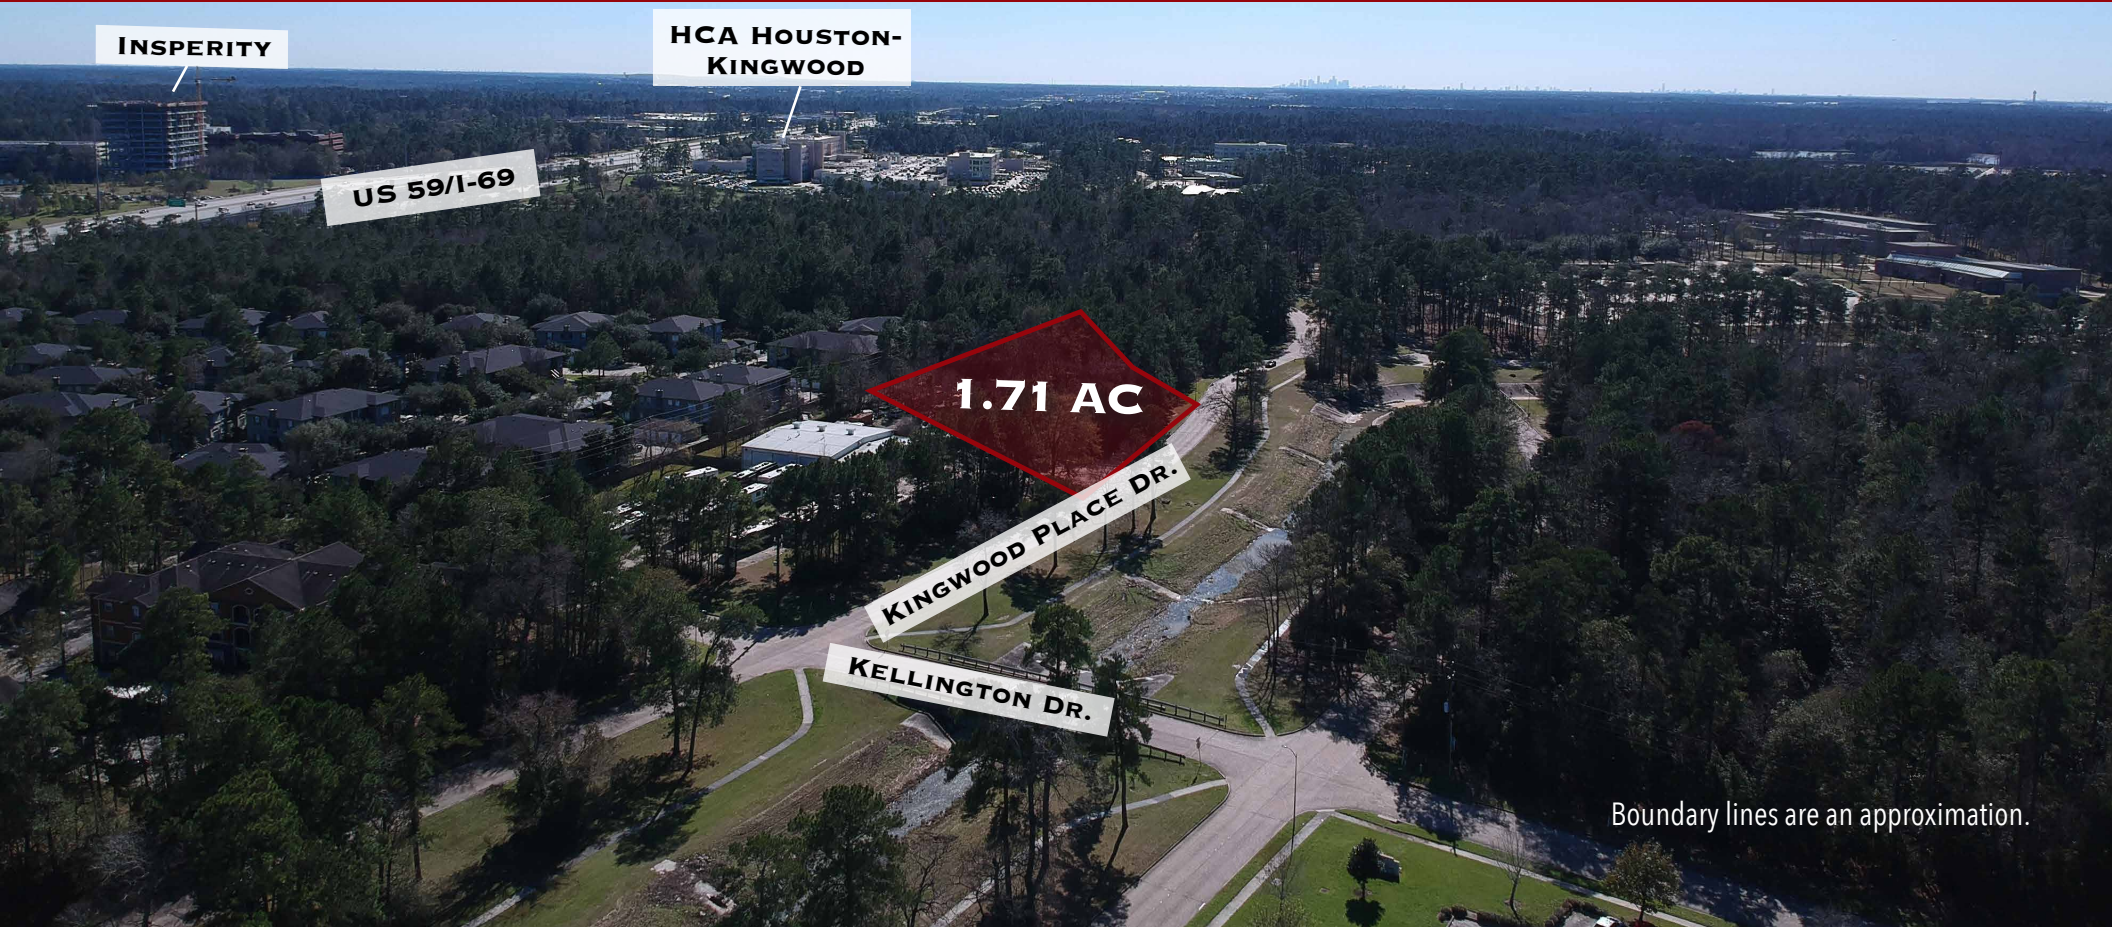 INSPERITY
HCA HOUSTON-
KINGWOOD
US 59/I-69
1.71 AC
KINGWOOD PLACE DR.
KELLINGTON DR.
Boundary lines are an approximation.